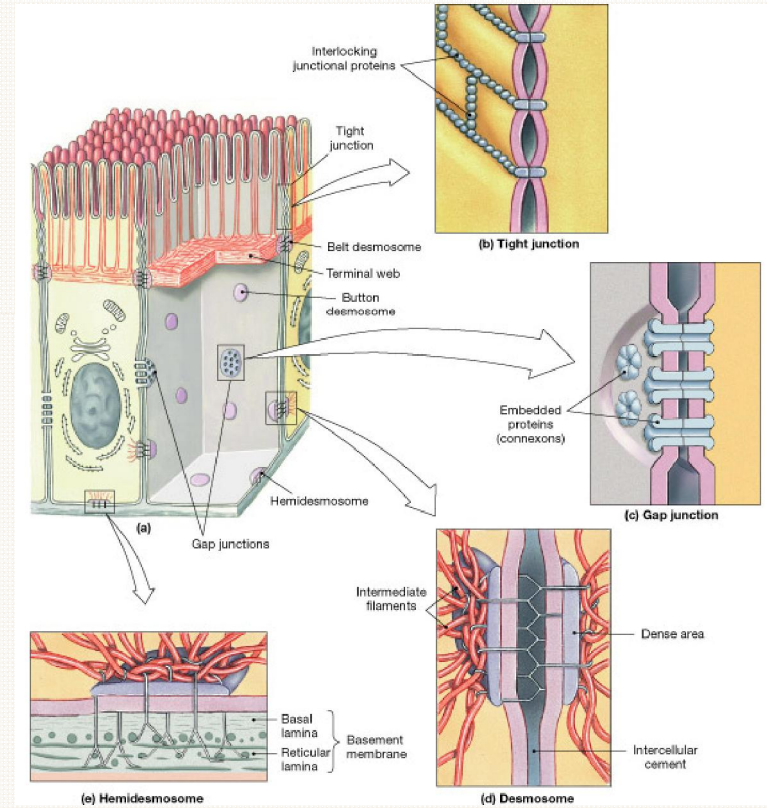 Interlocking
junctional proteins
Tight
junction
(b) Tight junction
Belt desmosome
Terminal web
Button
desmosome
Embedded
proteins
(connexons)
Hemidesmosome
(c) Gap junction
(a)
Gap junctions
Intermediate
filaments
Dense area
Basal
lamina
Reticular
lamina
Basement
membrane
Intercellular
cement
(e) Hemidesmosome
(d) Desmosome